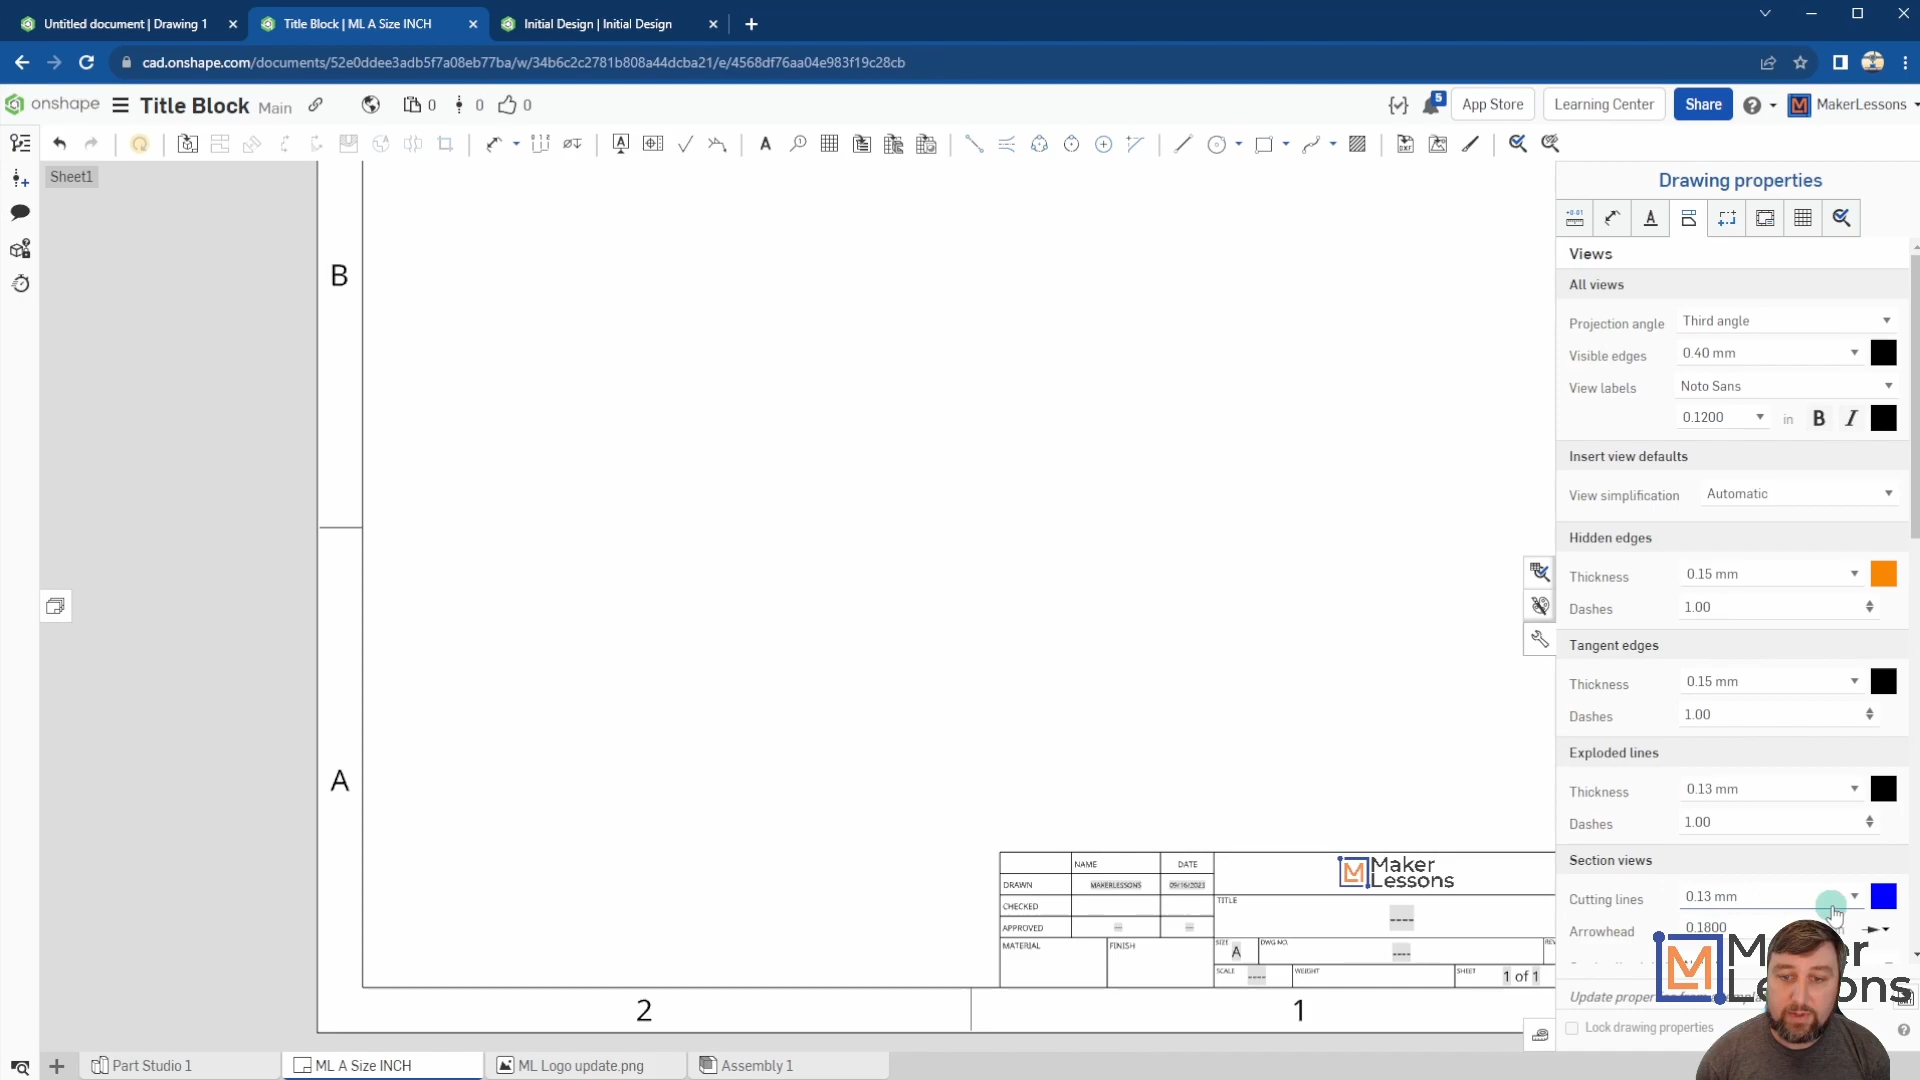 Untitled document | Drawing 1
Title Block | ML A Size INCH
Initial Design | Initial Design
cad.onshape.com/documents/52e0ddee3adb5f7a08eb77ba/w/34b6c2c2781b808a44dcba21/e/4568df76aa04e983f19c28cb
onshape
Title Block Main
0
0
0
5
App Store
Learning Center
Share
MakerLessons
Sheet1
Drawing properties
Views
All views
Projection angle Third angle
Visible edges 0.40 mm
View labels Noto Sans
0.1200 in B I
Insert view defaults
View simplification Automatic
Hidden edges
Thickness 0.15 mm
Dashes 1.00
Tangent edges
Thickness 0.15 mm
Dashes 1.00
Exploded lines
Thickness 0.13 mm
Dashes 1.00
Section views
Cutting lines 0.13 mm
Arrowhead 0.1800
Update
Lock drawing properties
B
A
2
1
NAME DATE
DRAWN MAKERLESSONS 09/16/2023
CHECKED
APPROVED -- --
MATERIAL FINISH
Maker
Lessons
TITLE
----
SIZE A DWG NO. ---- REV
SCALE ---- WEIGHT SHEET 1 of 1
Part Studio 1
ML A Size INCH
ML Logo update.png
Assembly 1